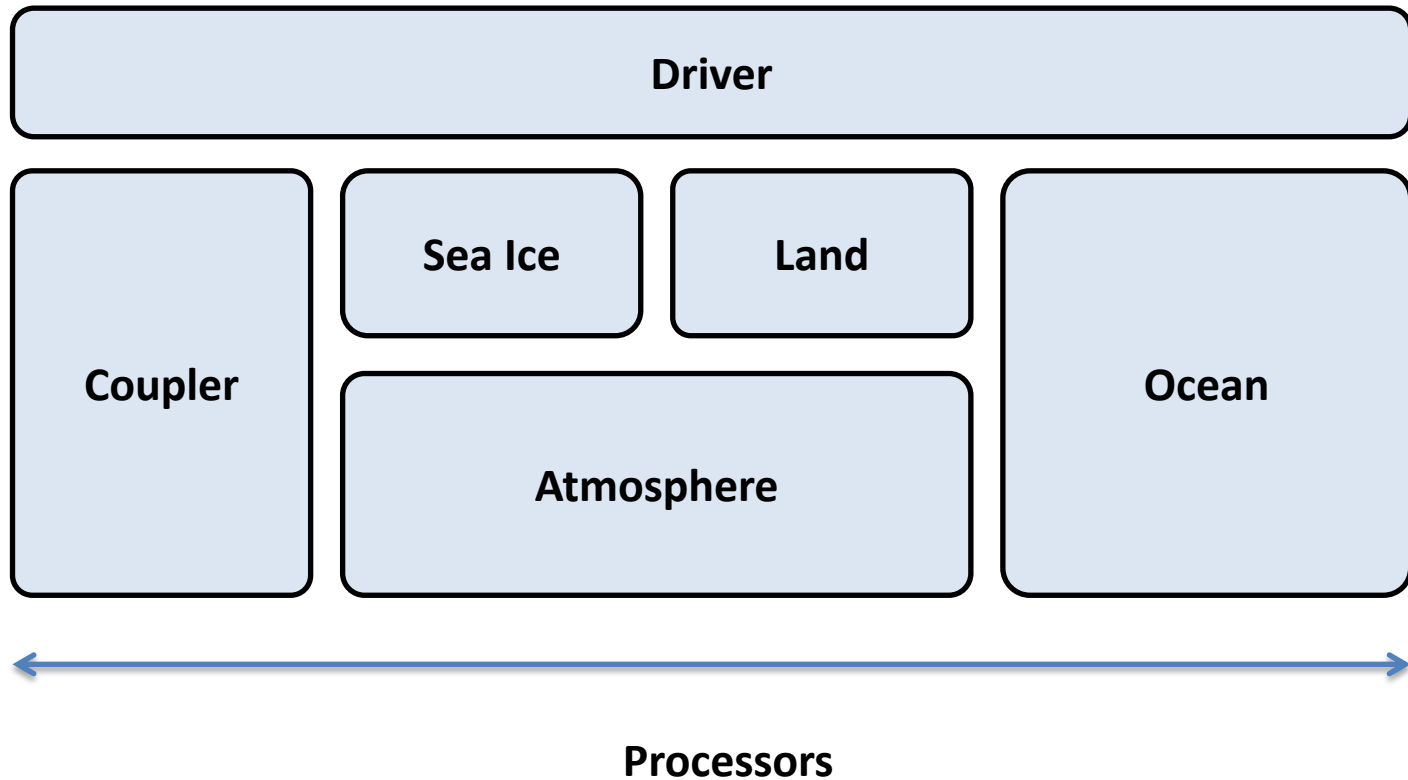 Driver
Sea Ice
Land
Coupler
Ocean
Atmosphere
Processors